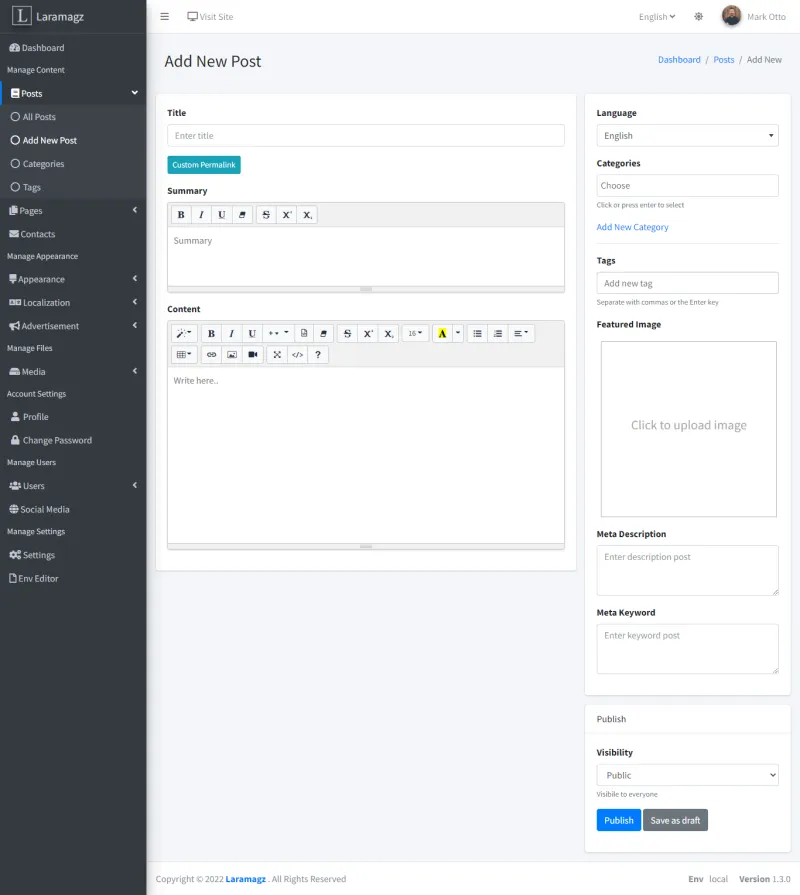 Laramagz
Visit Site
English
Mark Otto
Dashboard
Manage Content
Posts
All Posts
Add New Post
Categories
Tags
Pages
Contacts
Manage Appearance
Appearance
Localization
Advertisement
Manage Files
Media
Account Settings
Profile
Change Password
Manage Users
Users
Social Media
Manage Settings
Settings
Env Editor
Add New Post
Dashboard / Posts / Add New
Title
Enter title
Custom Permalink
Summary
B I U S X¹ X₁
Summary
Content
B I U S X¹ X₁ 16 A
</> ?
Write here..
Language
English
Categories
Choose
Click or press enter to select
Add New Category
Tags
Add new tag
Separate with commas or the Enter key
Featured Image
Click to upload image
Meta Description
Enter description post
Meta Keyword
Enter keyword post
Publish
Visibility
Public
Visibile to everyone
Publish Save as draft
Copyright © 2022 Laramagz . All Rights Reserved
Env local Version 1.3.0